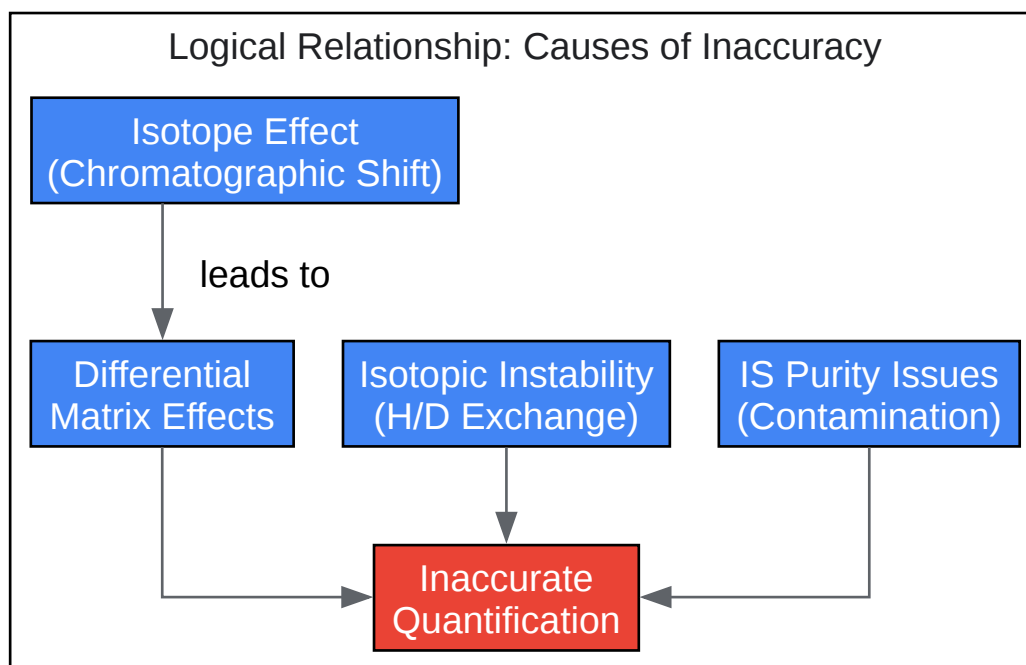 Logical Relationship: Causes of Inaccuracy
Isotope Effect
(Chromatographic Shift)
leads to
Differential
Matrix Effects
Isotopic Instability
(H/D Exchange)
IS Purity Issues
(Contamination)
Inaccurate
Quantification